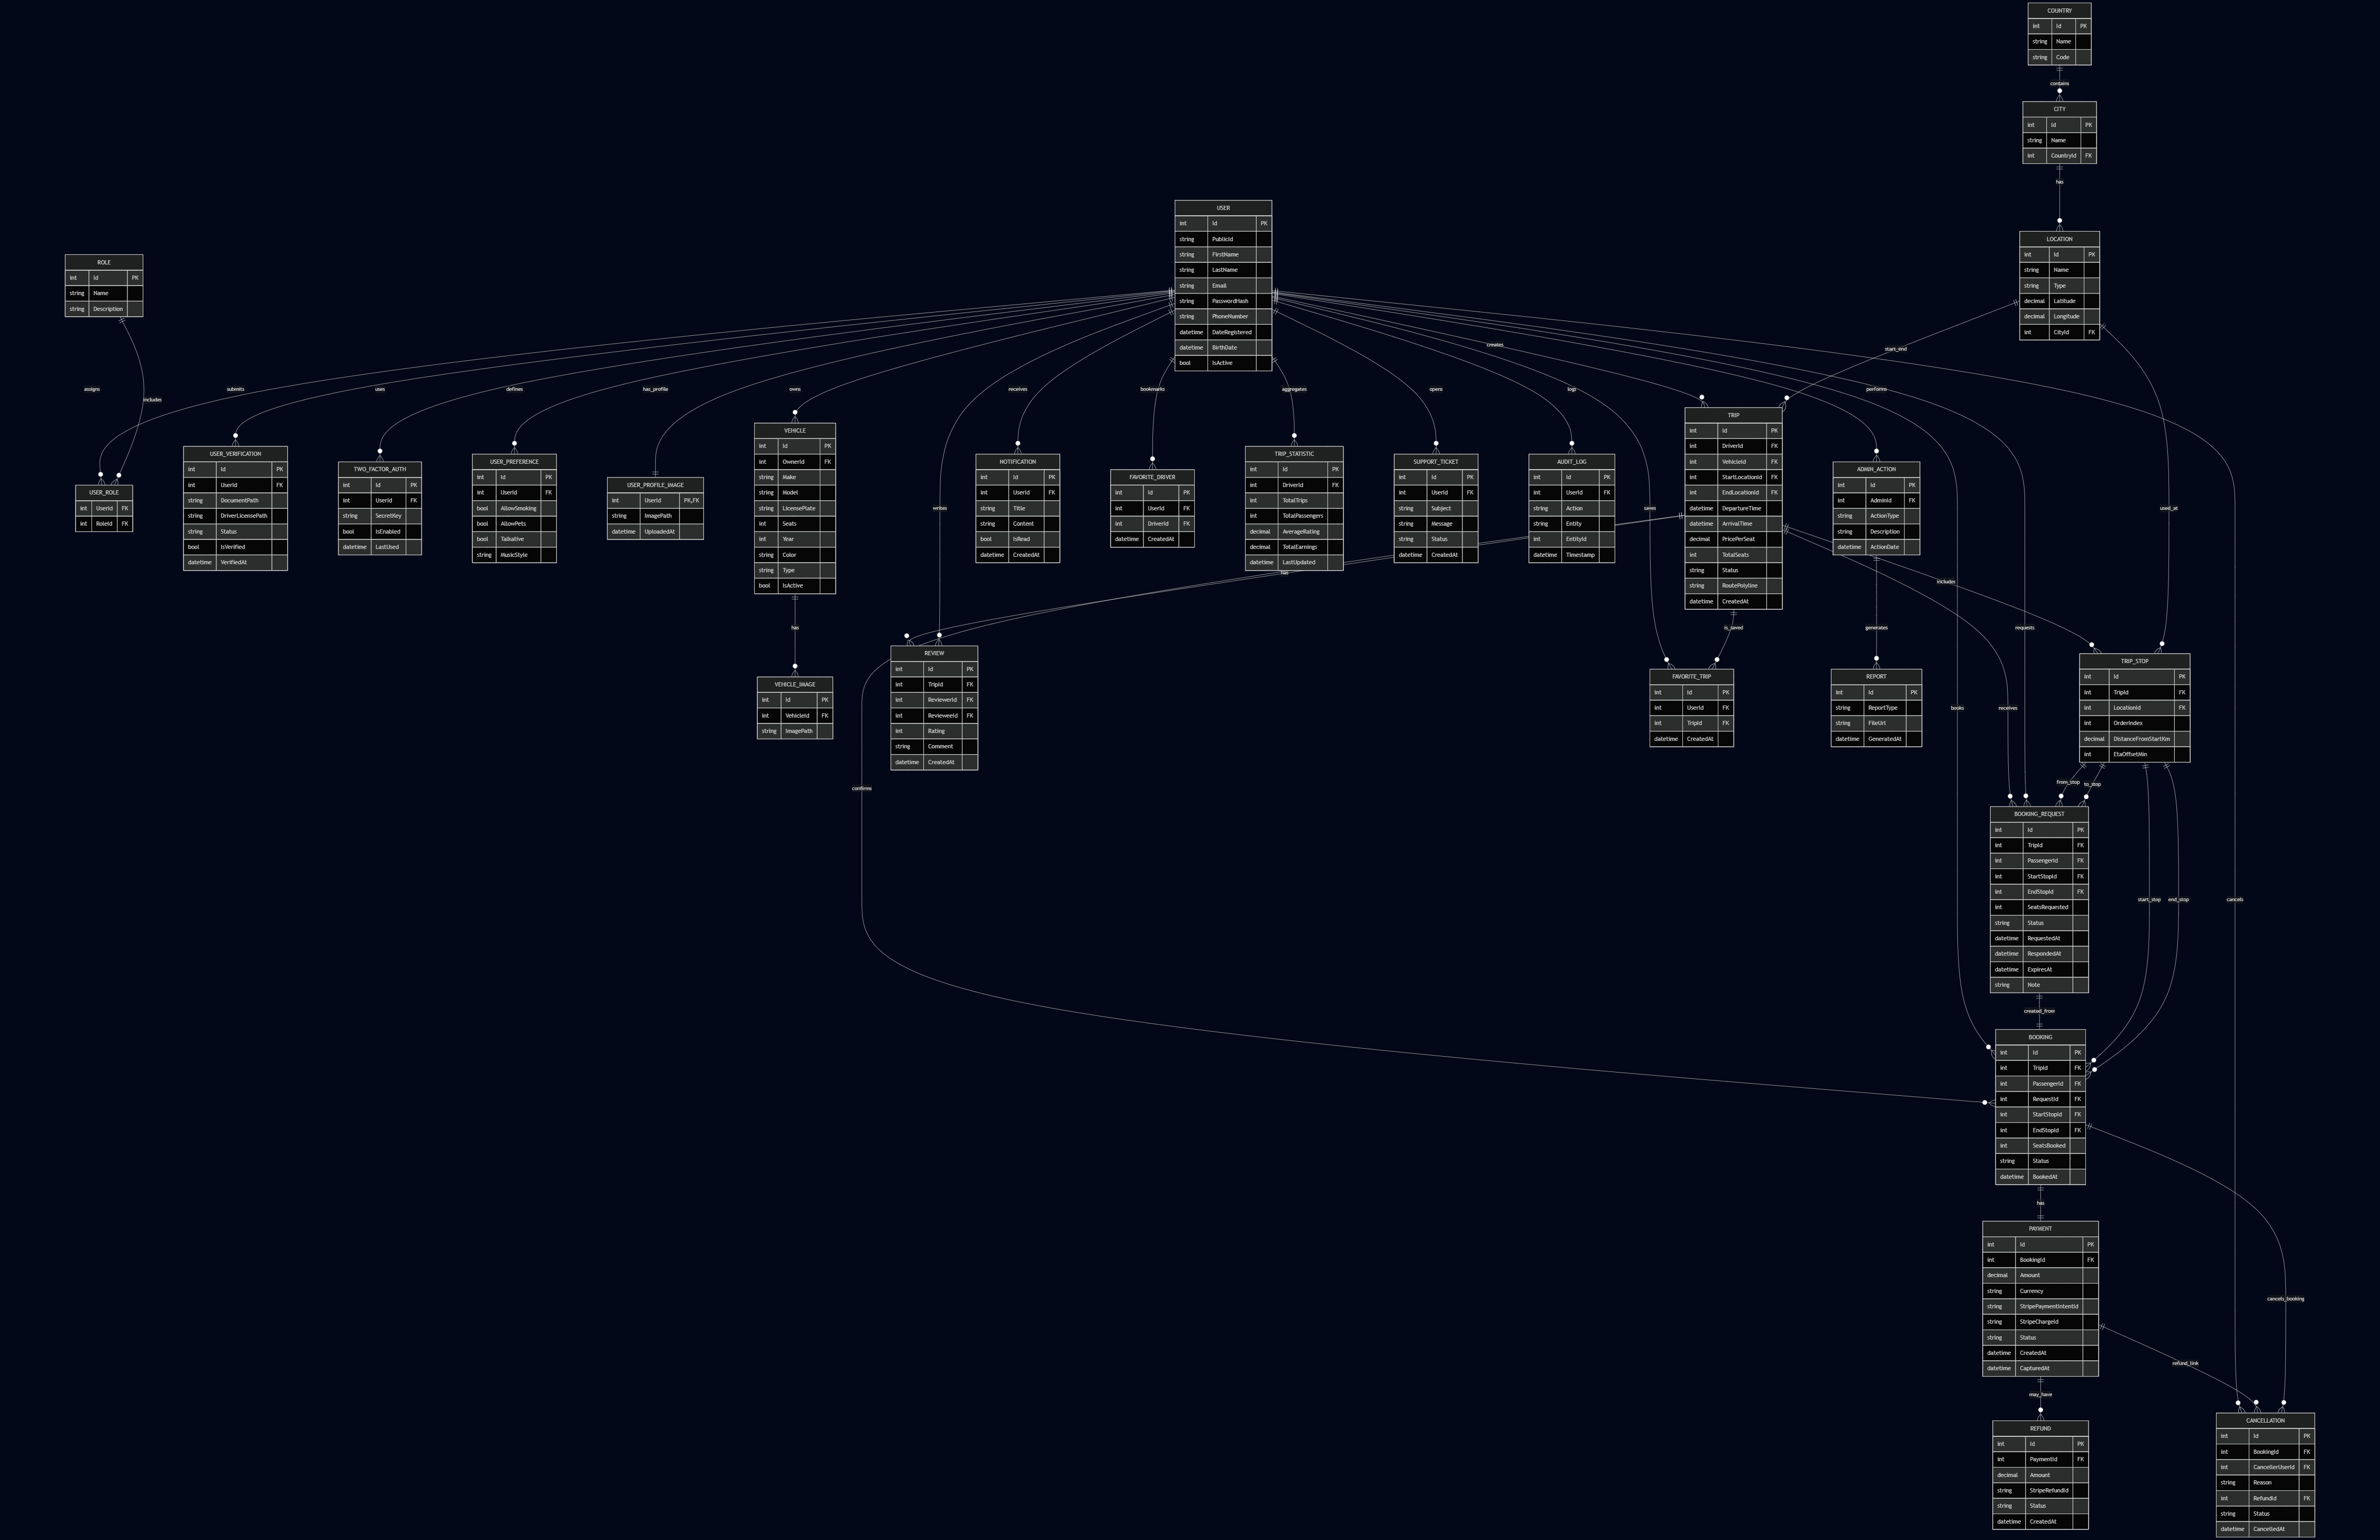 COUNTRY
int Id PK
string Name
string Code
contains
CITY
int Id PK
string Name
int CountryId FK
has
USER
int Id PK
string PublicId
string FirstName
string LastName
string Email
string PasswordHash
string PhoneNumber
datetime DateRegistered
datetime BirthDate
bool IsActive
LOCATION
int Id PK
string Name
string Type
decimal Latitude
decimal Longitude
int CityId FK
ROLE
int Id PK
string Name
string Description
assigns
includes
submits
uses
defines
has_profile
owns
receives
bookmarks
aggregates
opens
logs
creates
performs
start_end
USER_ROLE
int UserId FK
int RoleId FK
USER_VERIFICATION
int Id PK
int UserId FK
string DocumentPath
string DriverLicensePath
string Status
bool IsVerified
datetime VerifiedAt
TWO_FACTOR_AUTH
int Id PK
int UserId FK
string SecretKey
bool IsEnabled
datetime LastUsed
USER_PREFERENCE
int Id PK
int UserId FK
bool AllowSmoking
bool AllowPets
bool Talkative
string MusicStyle
USER_PROFILE_IMAGE
int UserId PK,FK
string ImagePath
datetime UploadedAt
VEHICLE
int Id PK
int OwnerId FK
string Make
string Model
string LicensePlate
int Seats
int Year
string Color
string Type
bool IsActive
NOTIFICATION
int Id PK
int UserId FK
string Title
string Content
bool IsRead
datetime CreatedAt
FAVORITE_DRIVER
int Id PK
int UserId FK
int DriverId FK
datetime CreatedAt
TRIP_STATISTIC
int Id PK
int DriverId FK
int TotalTrips
int TotalPassengers
decimal AverageRating
decimal TotalEarnings
datetime LastUpdated
SUPPORT_TICKET
int Id PK
int UserId FK
string Subject
string Message
string Status
datetime CreatedAt
AUDIT_LOG
int Id PK
int UserId FK
string Action
string Entity
int EntityId
datetime Timestamp
TRIP
int Id PK
int DriverId FK
int VehicleId FK
int StartLocationId FK
int EndLocationId FK
datetime DepartureTime
datetime ArrivalTime
decimal PricePerSeat
int TotalSeats
string Status
string RoutePolyline
datetime CreatedAt
ADMIN_ACTION
int Id PK
int AdminId FK
string ActionType
string Description
datetime ActionDate
writes
saves
used_at
has
includes
has
is_saved
generates
requests
VEHICLE_IMAGE
int Id PK
int VehicleId FK
string ImagePath
REVIEW
int Id PK
int TripId FK
int ReviewerId FK
int RevieweeId FK
int Rating
string Comment
datetime CreatedAt
FAVORITE_TRIP
int Id PK
int UserId FK
int TripId FK
datetime CreatedAt
REPORT
int Id PK
string ReportType
string FileUrl
datetime GeneratedAt
TRIP_STOP
int Id PK
int TripId FK
int LocationId FK
int OrderIndex
decimal DistanceFromStartKm
int EtaOffsetMin
books
receives
confirms
from_stop
to_stop
BOOKING_REQUEST
int Id PK
int TripId FK
int PassengerId FK
int StartStopId FK
int EndStopId FK
int SeatsRequested
string Status
datetime RequestedAt
datetime RespondedAt
datetime ExpiresAt
string Note
start_stop
end_stop
cancels
created_from
BOOKING
int Id PK
int TripId FK
int PassengerId FK
int RequestId FK
int StartStopId FK
int EndStopId FK
int SeatsBooked
string Status
datetime BookedAt
has
PAYMENT
int Id PK
int BookingId FK
decimal Amount
string Currency
string StripePaymentIntentId
string StripeChargeId
string Status
datetime CreatedAt
datetime CapturedAt
cancels_booking
refund_link
may_have
REFUND
int Id PK
int PaymentId FK
decimal Amount
string StripeRefundId
string Status
datetime CreatedAt
CANCELLATION
int Id PK
int BookingId FK
int CancellerUserId FK
string Reason
int RefundId FK
string Status
datetime CancelledAt